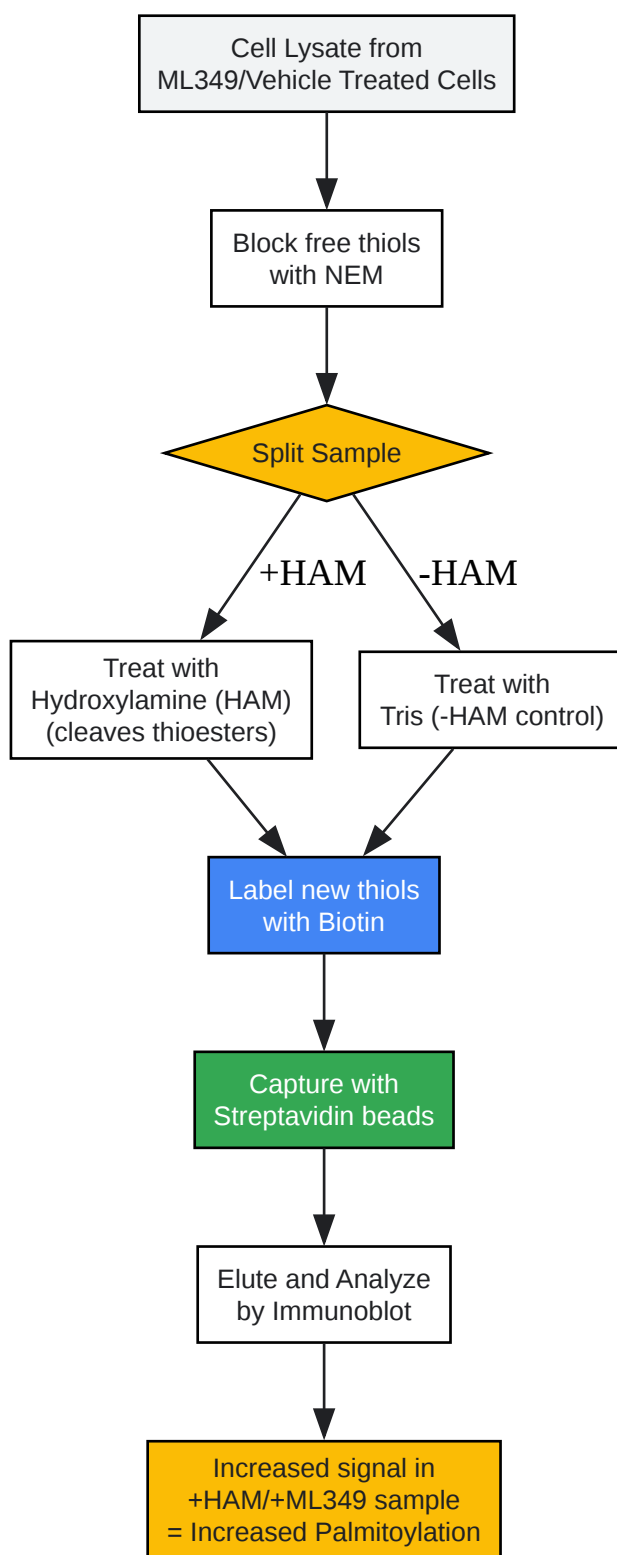 Cell Lysate from
ML349/Vehicle Treated Cells
Block free thiols
with NEM
Split Sample
+HAM
-HAM
Treat with
Hydroxylamine (HAM)
(cleaves thioesters)
Treat with
Tris (-HAM control)
Label new thiols
with Biotin
Capture with
Streptavidin beads
Elute and Analyze
by Immunoblot
Increased signal in
+HAM/+ML349 sample
= Increased Palmitoylation